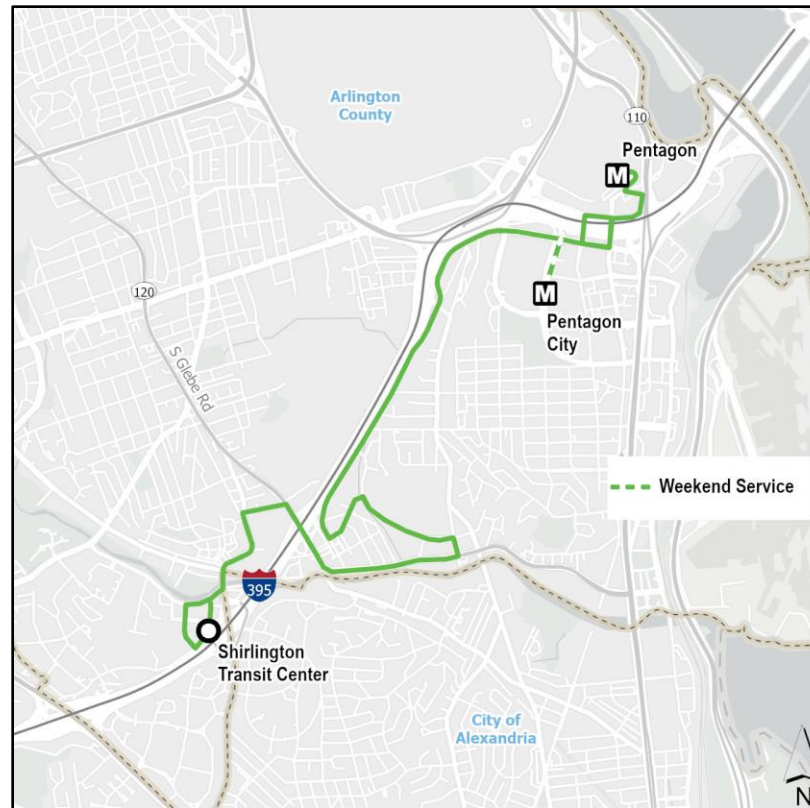 Arlington
County
110
Pentagon
M
M
Pentagon
City
120
S Glebe Rd
Weekend Service
395
Shirlington
Transit Center
City of
Alexandria
N